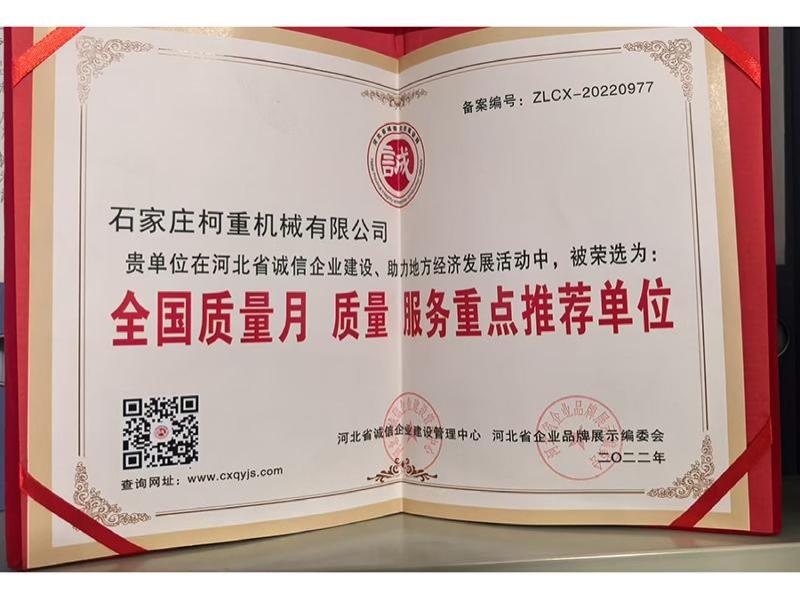 备案编号：ZLCX-20220977
誠
石家庄柯重机械有限公司
贵单位在河北省诚信企业建设、助力地方经济发展活动中，被荣选为：
全国质量月 质量 服务重点推荐单位
河北省诚信企业建设管理中心 河北省企业品牌展示编委会
二〇二二年
查询网址：www.cxqyjs.com